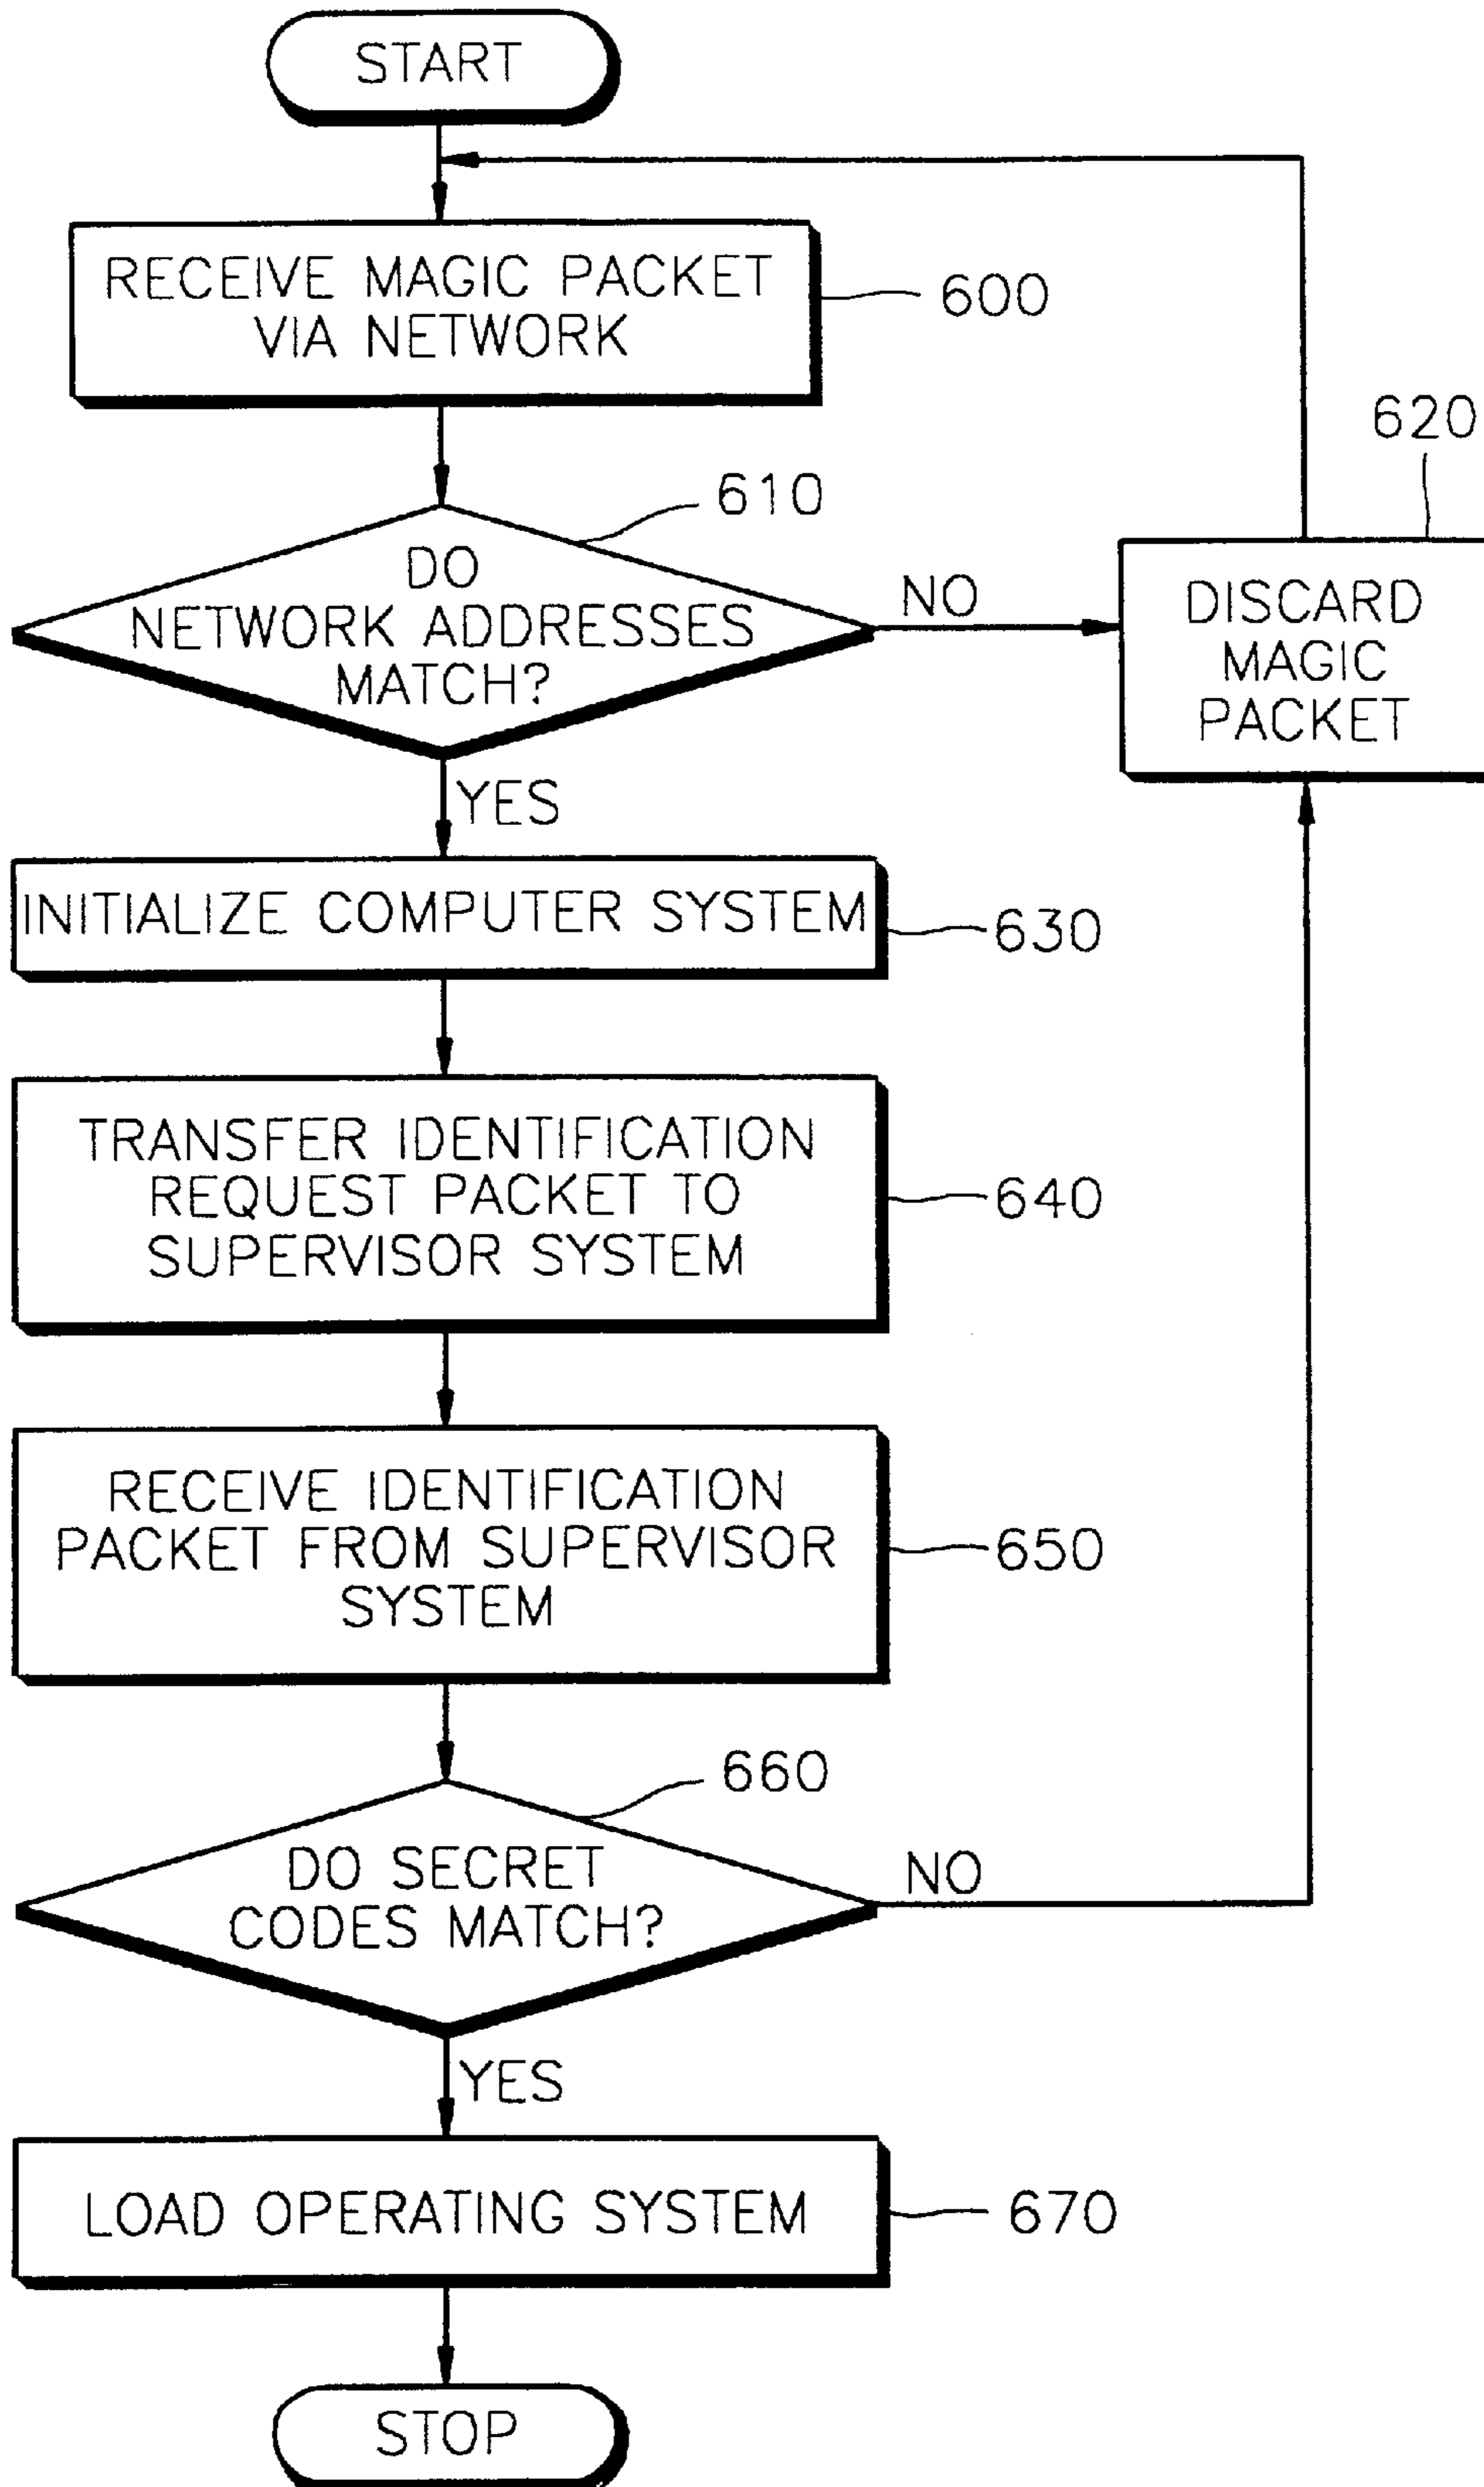 START
RECEIVE MAGIC PACKET
VIA NETWORK
600
610
DO
NETWORK ADDRESSES
MATCH?
NO
620
DISCARD
MAGIC
PACKET
YES
INITIALIZE COMPUTER SYSTEM
630
TRANSFER IDENTIFICATION
REQUEST PACKET TO
SUPERVISOR SYSTEM
640
RECEIVE IDENTIFICATION
PACKET FROM SUPERVISOR
SYSTEM
650
660
DO SECRET
CODES MATCH?
NO
YES
LOAD OPERATING SYSTEM
670
STOP